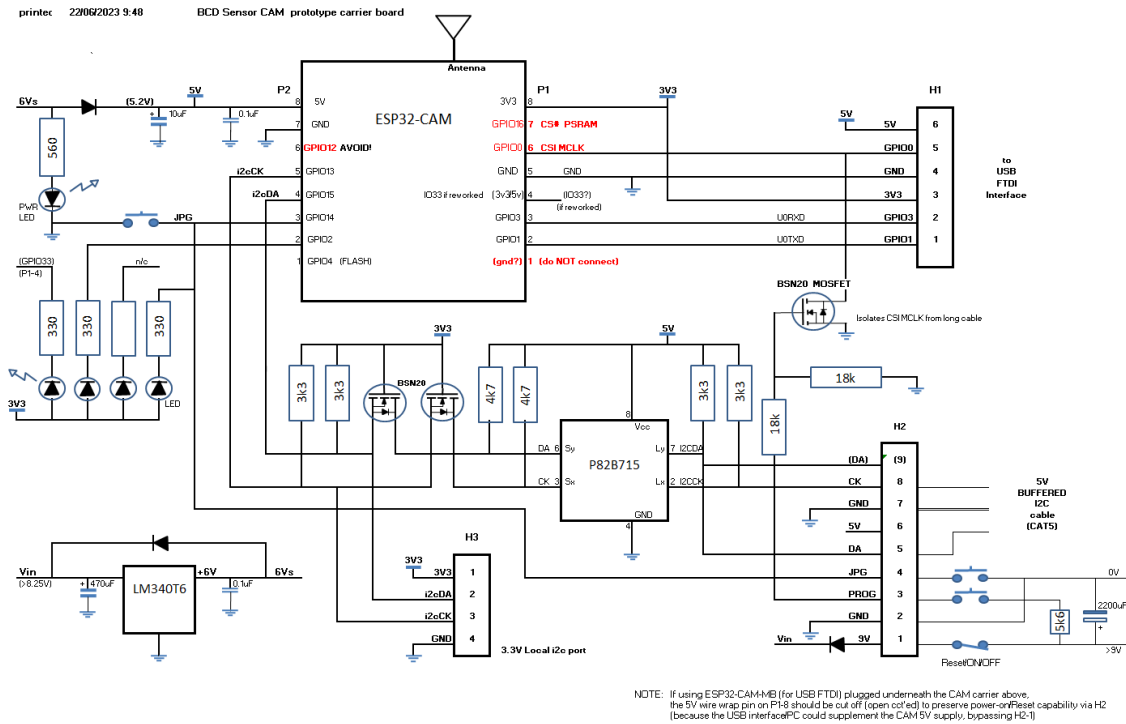 printed 22/06/2023 9:48 BCD Sensor CAM prototype carrier board
Antenna
P2
P1
ESP32-CAM
6Vs
(5.2V)
5V
10uF
0.1uF
+
8 5V
7 GND
6 GPIO12 AVOID!
i2cCK 5 GPIO13
i2cDA 4 GPIO15
JPG 3 GPIO14
2 GPIO2
1 GPIO4 (FLASH)
3V3 8
GPIO16 7 CS# PSRAM
GPIO0 6 CSI MCLK
GND 5 GND
IO33 if reworked (3v3/5v) 4 (IO33?)
(if reworked)
GPIO3 3 U0RXD
GPIO1 2 U0TXD
(gnd?) 1 (do NOT connect)
3V3
5V
H1
5V 6
GPIO0 5
GND 4
3V3 3
GPIO3 2
GPIO1 1
to
USB
FTDI
Interface
560
PWR
LED
(GPIO33)
(P1-4)
n/c
330
330
330
LED
3V3
BSN20 MOSFET
Isolates CSI MCLK from long cable
18k
18k
3V3
3k3
3k3
BSN20
4k7
4k7
5V
3k3
3k3
8
Vcc
P82B715
DA 6 Sy
CK 3 Sx
Ly 7 I2CDA
Lx 2 I2CCK
GND
4
H2
(DA) (9)
CK 8
GND 7
5V 6
DA 5
JPG 4
PROG 3
GND 2
Vin 9V 1
5V
BUFFERED
I2C
cable
(CAT5)
0V
5k6
2200uF
+
>9V
Reset/ON/OFF
Vin
(>8.25V)
+
470uF
LM340T6
+6V
0.1uF
6Vs
H3
3V3
3V3 1
i2cDA 2
i2cCK 3
GND 4
3.3V Local i2c port
NOTE: If using ESP32-CAM-MB (for USB FTDI) plugged underneath the CAM carrier above,
the 5V wire wrap pin on P1-8 should be cut off (open cct'ed) to preserve power-on/Reset capability via H2
(because the USB interface/PC could supplement the CAM 5V supply, bypassing H2-1)